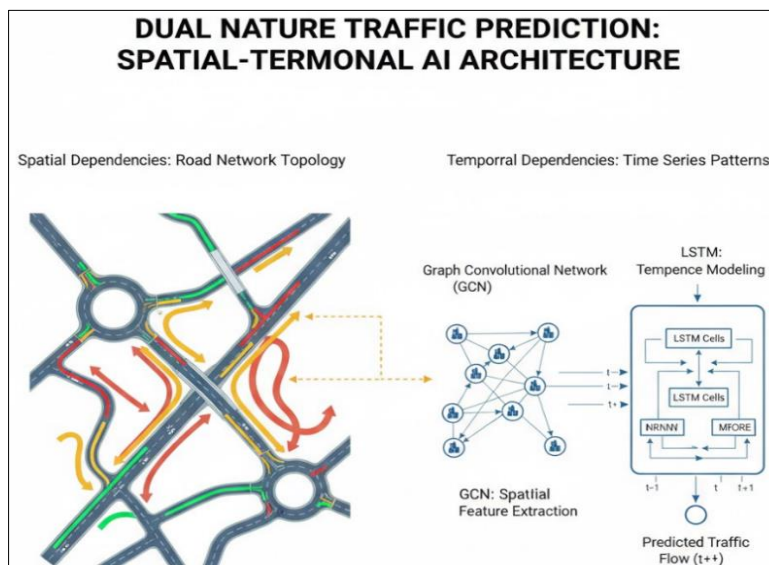 DUAL NATURE TRAFFIC PREDICTION:
SPATIAL-TERMONAL AI ARCHITECTURE
Spatial Dependencies: Road Network Topology
Temporral Dependencies: Time Series Patterns
Graph Convolutional Network
(GCN)
LSTM:
Tempence Modeling
LSTM Cells
LSTM Cells
NRNNN
MFORE
t—
t—
t+
t−1
t
t+1
GCN: Spatlial
Feature Extraction
Predicted Traffic
Flow (t++)